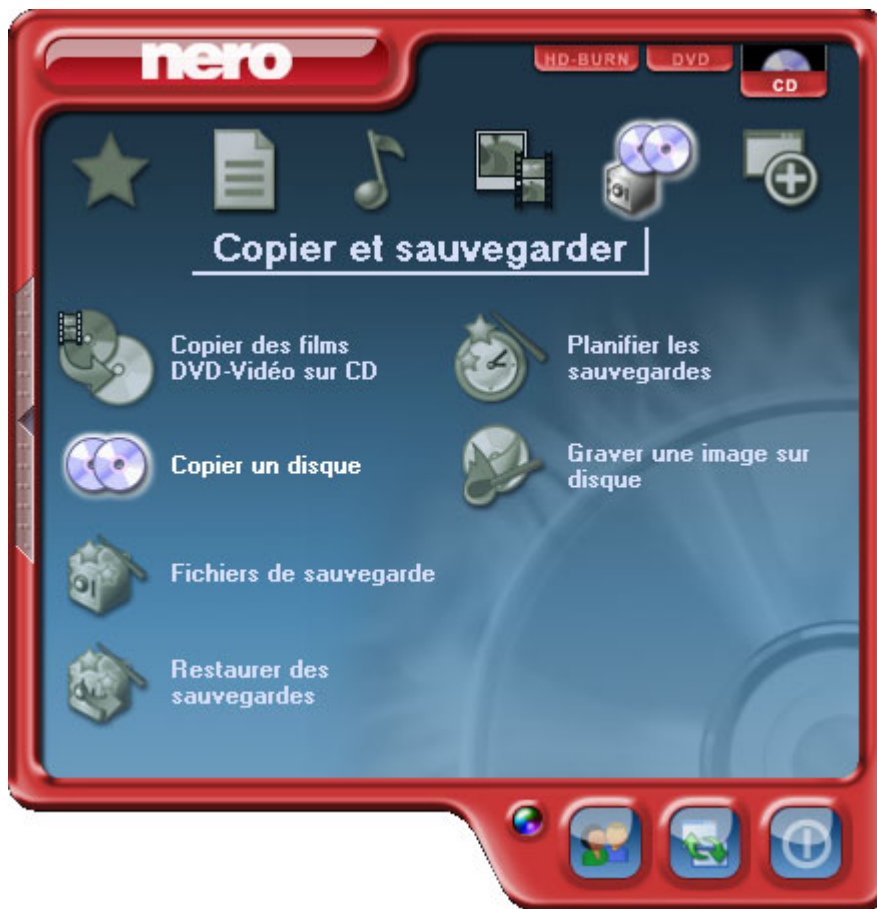 nero
HD-BURN
DVD
CD
Copier et sauvegarder
Copier des films
DVD-Vidéo sur CD
Planifier les
sauvegardes
Copier un disque
Graver une image sur
disque
Fichiers de sauvegarde
Restaurer des
sauvegardes